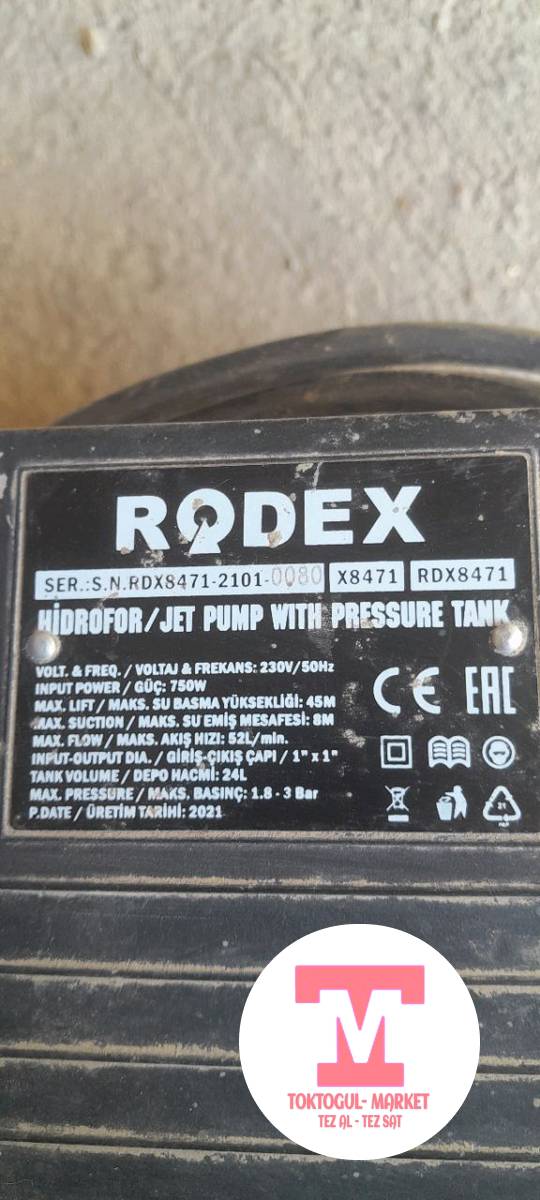 RODEX
SER.:S.N.RDX8471-2101-0080 X8471 RDX8471
HİDROFOR/JET PUMP WITH PRESSURE TANK
VOLT. & FREQ. / VOLTAJ & FREKANS: 230V/50Hz
INPUT POWER / GÜÇ: 750W
MAX. LIFT / MAKS. SU BASMA YÜKSEKLİĞİ: 45M
MAX. SUCTION / MAKS. SU EMİŞ MESAFESİ: 8M
MAX. FLOW / MAKS. AKIŞ HIZI: 52L/min.
INPUT-OUTPUT DIA. / GİRİŞ-ÇIKIŞ ÇAPI / 1" x 1"
TANK VOLUME / DEPO HACMİ: 24L
MAX. PRESSURE / MAKS. BASINÇ: 1.8 - 3 Bar
P.DATE / ÜRETİM TARİHİ: 2021
CE EAC
TM
TOKTOGUL- MARKET
TEZ AL - TEZ SAT